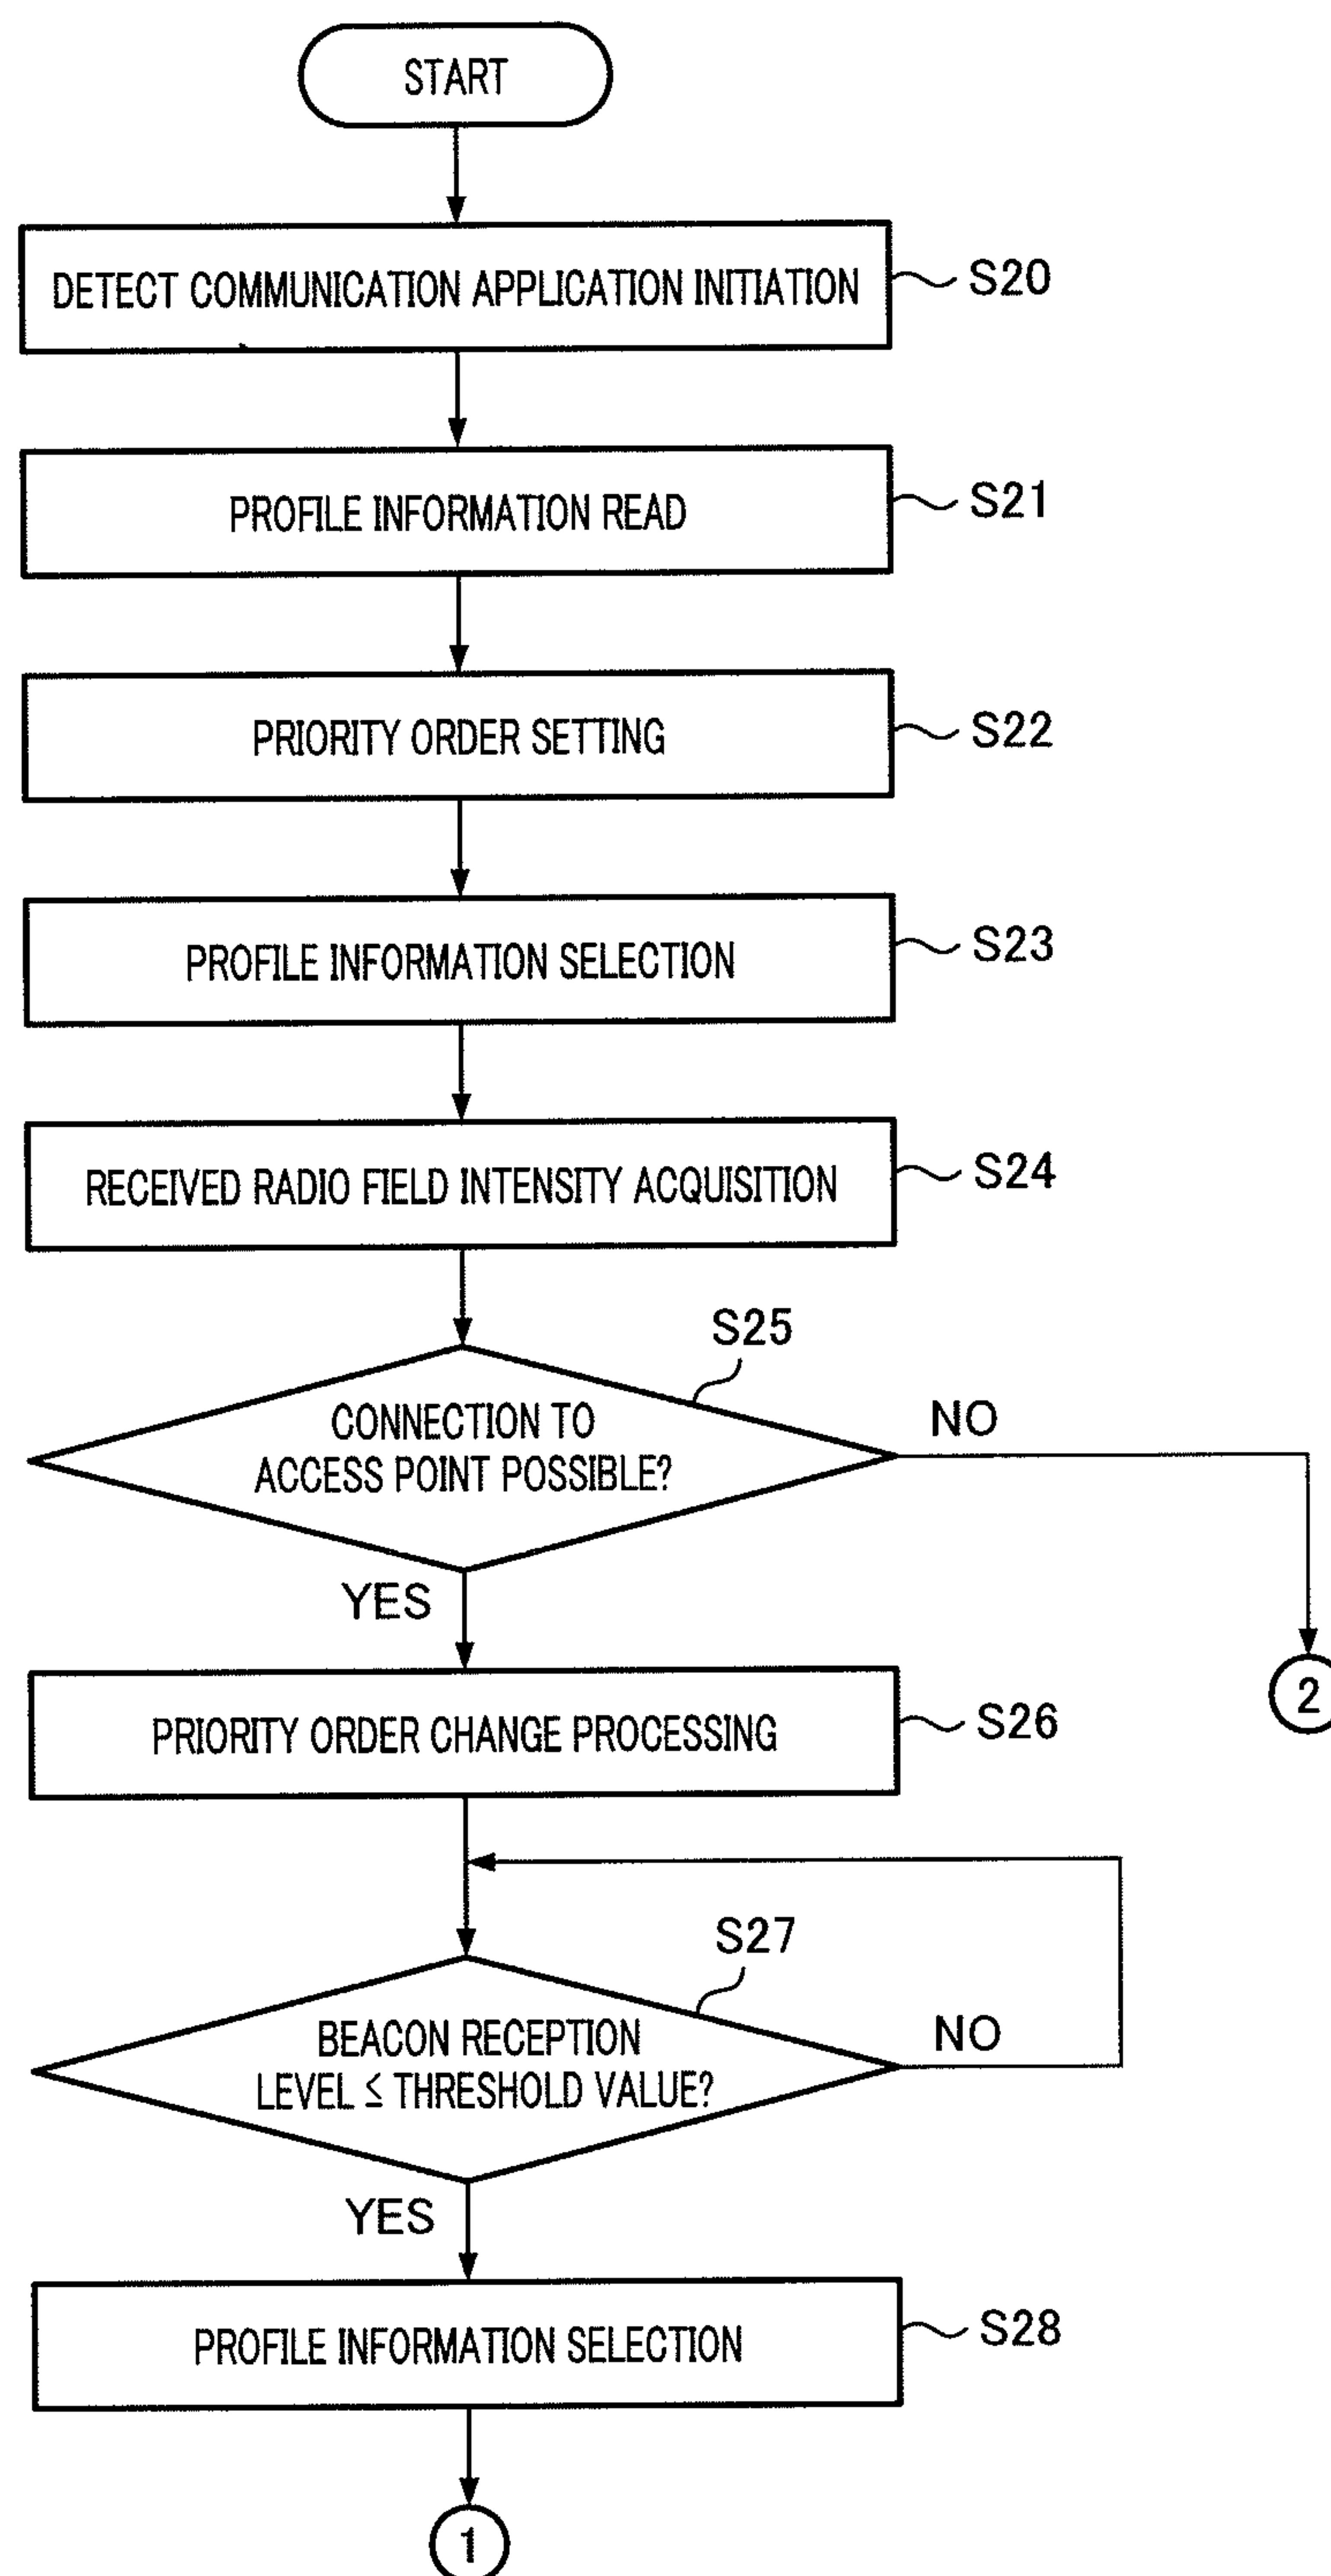 START
DETECT COMMUNICATION APPLICATION INITIATION
S20
PROFILE INFORMATION READ
S21
PRIORITY ORDER SETTING
S22
PROFILE INFORMATION SELECTION
S23
RECEIVED RADIO FIELD INTENSITY ACQUISITION
S24
S25
CONNECTION TO
ACCESS POINT POSSIBLE?
NO
YES
2
PRIORITY ORDER CHANGE PROCESSING
S26
S27
BEACON RECEPTION
LEVEL ≤ THRESHOLD VALUE?
NO
YES
PROFILE INFORMATION SELECTION
S28
1